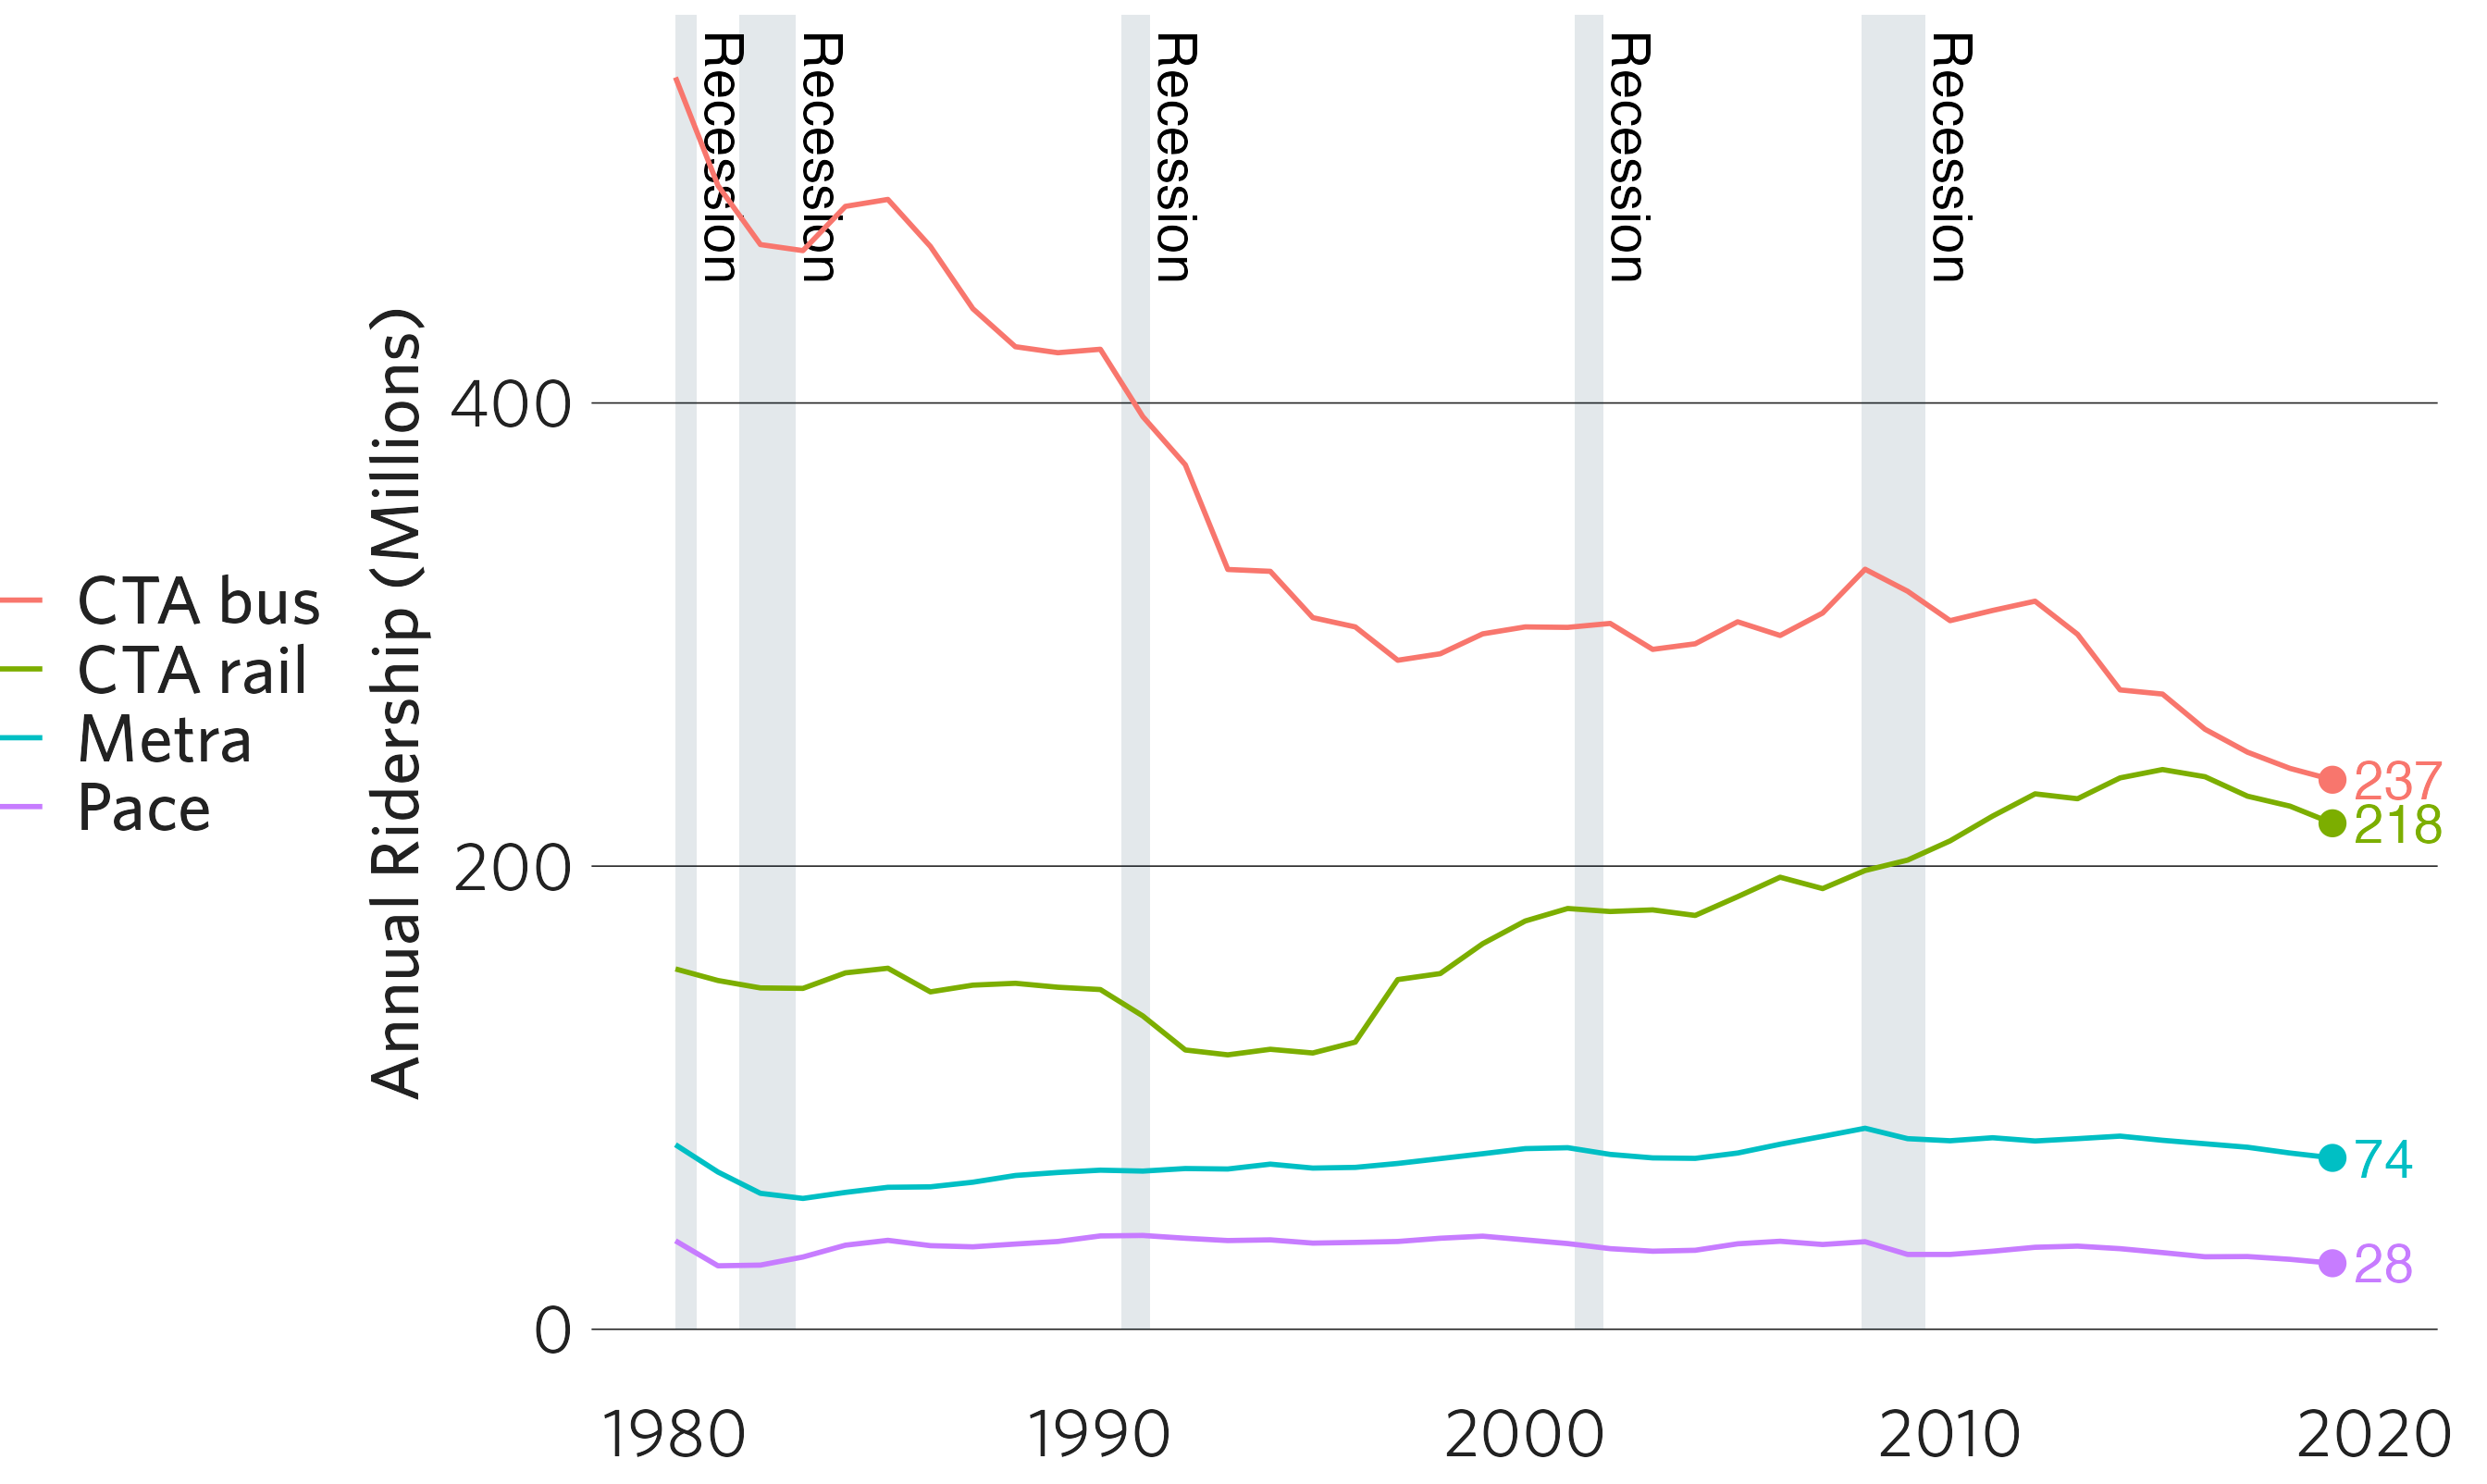 Recession
Recession
Recession
Recession
Recession
Annual Ridership (Millions)
400
200
0
CTA bus
CTA rail
Metra
Pace
237
218
74
28
1980
1990
2000
2010
2020